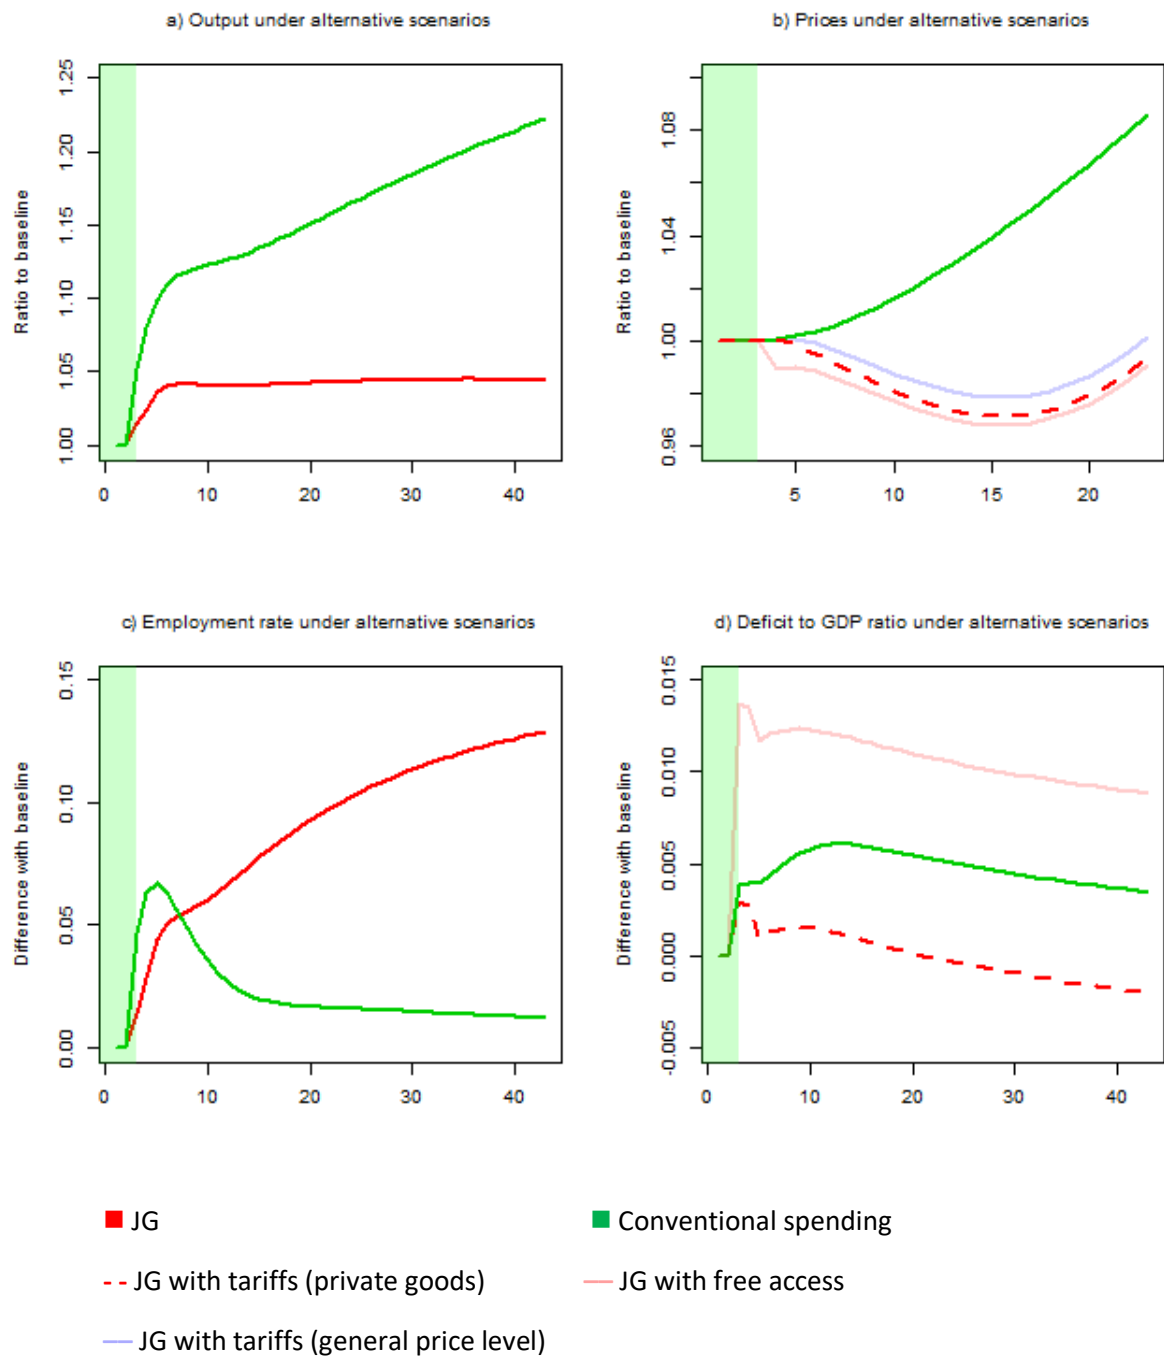 a) Output under alternative scenarios
b) Prices under alternative scenarios
Ratio to baseline
1.25
1.20
1.15
1.10
1.05
1.00
0 10 20 30 40
Ratio to baseline
1.08
1.04
1.00
0.96
5 10 15 20
c) Employment rate under alternative scenarios
d) Deficit to GDP ratio under alternative scenarios
Difference with baseline
0.15
0.10
0.05
0.00
0 10 20 30 40
Difference with baseline
0.015
0.010
0.005
0.000
-0.005
0 10 20 30 40
JG
Conventional spending
JG with tariffs (private goods)
JG with free access
JG with tariffs (general price level)